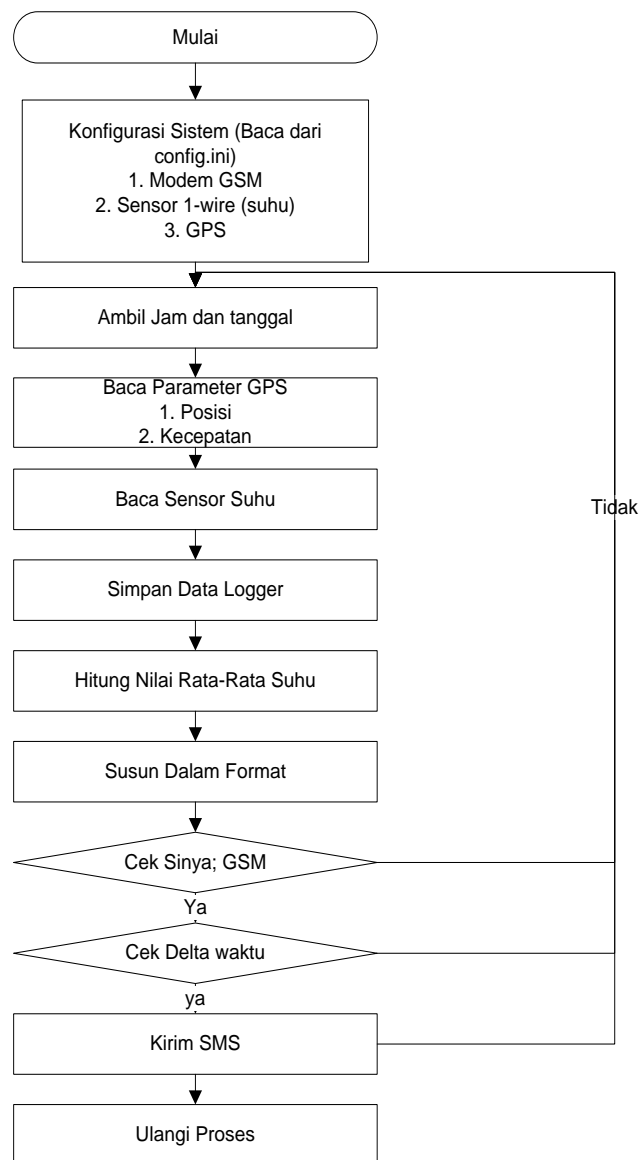 Mulai
Konfigurasi Sistem (Baca dari
config.ini)
1. Modem GSM
2. Sensor 1-wire (suhu)
3. GPS
Ambil Jam dan tanggal
Baca Parameter GPS
1. Posisi
2. Kecepatan
Baca Sensor Suhu
Tidak
Simpan Data Logger
Hitung Nilai Rata-Rata Suhu
Susun Dalam Format
Cek Sinya; GSM
Ya
Cek Delta waktu
ya
Kirim SMS
Ulangi Proses